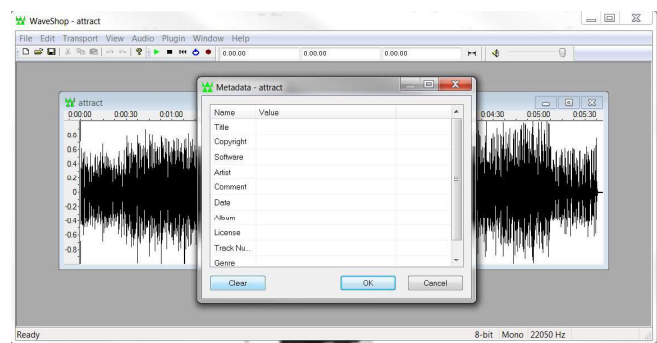 WaveShop - attract
File Edit Transport View Audio Plugin Window Help
0:00:00 0:00:00 0:00:00
Metadata - attract
attract
0:00:00 0:00:30 0:01:00 0:04:30 0:05:00 0:05:30
Name Value
Title
Copyright
Software
Artist
Comment
Date
Album
License
Track Nu...
Genre
0.8
0.6
0.4
0.2
0
-0.2
-0.4
-0.6
-0.8
Clear OK Cancel
Ready 8-bit Mono 22050 Hz